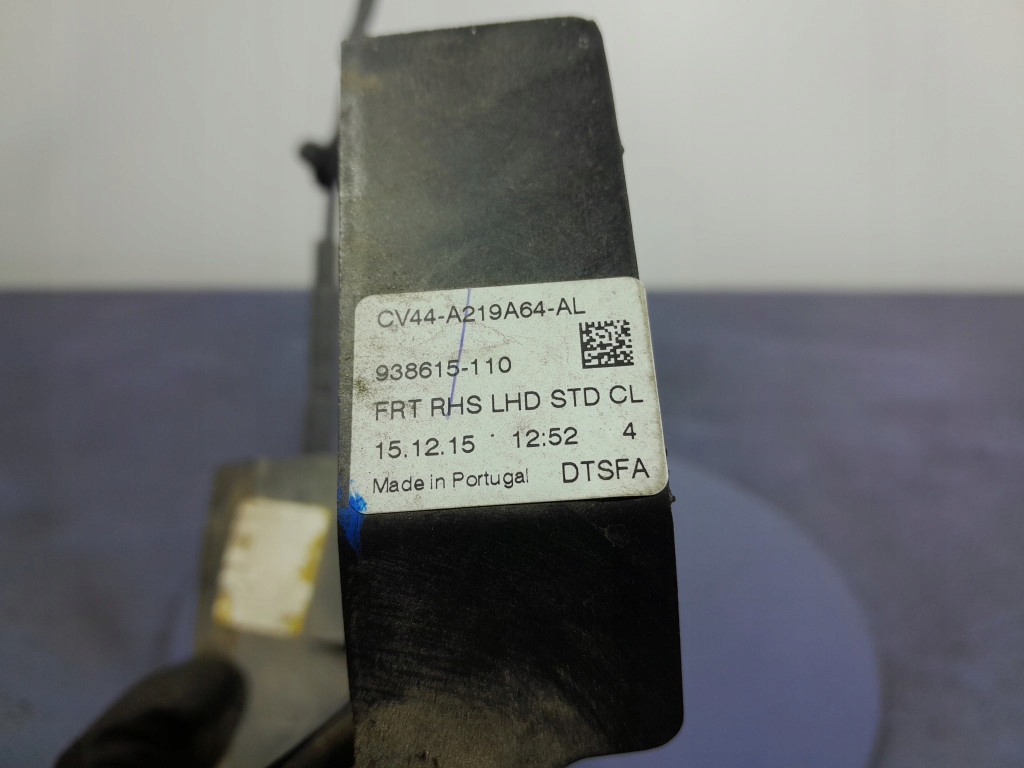 CV44-A219A64-AL
938615-110
FRT RHS LHD STD CL
15.12.15 12:52 4
Made in Portugal DTSFA